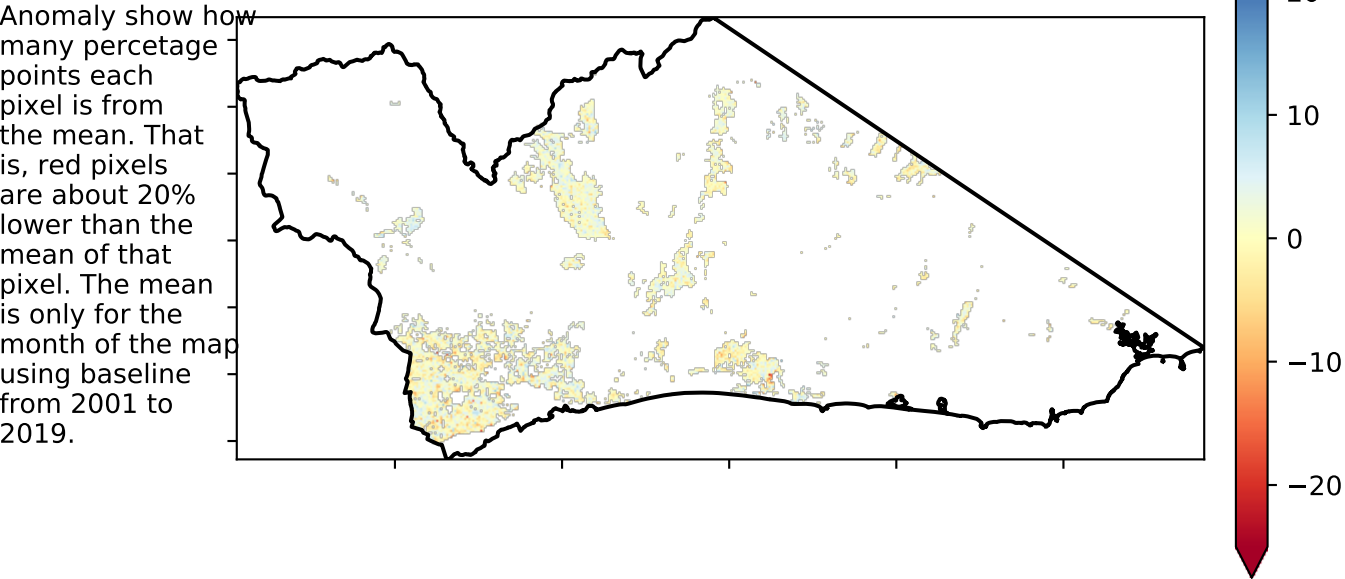 Anomaly show how
many percetage
points each
pixel is from
the mean. That
is, red pixels
are about 20%
lower than the
mean of that
pixel. The mean
is only for the
month of the map
using baseline
from 2001 to
2019.
10
0
−10
−20